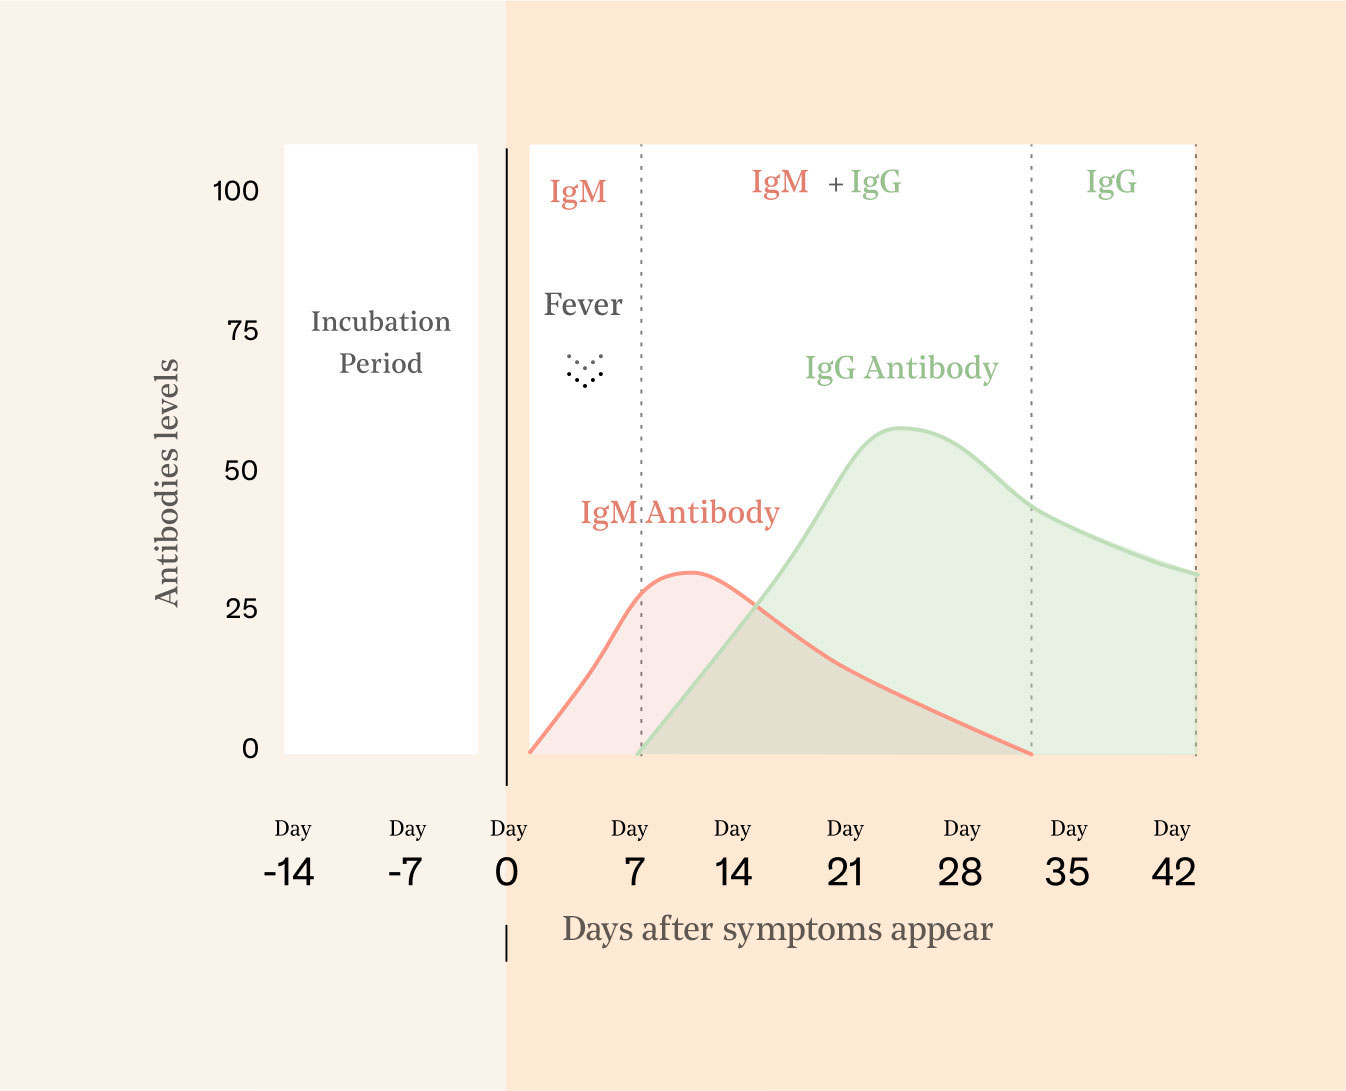 IgM
IgM + IgG
IgG
100
75
50
25
0
Antibodies levels
Incubation
Period
Fever
IgG Antibody
IgM Antibody
Day Day Day Day Day Day Day Day Day
-14 -7 0 7 14 21 28 35 42
Days after symptoms appear